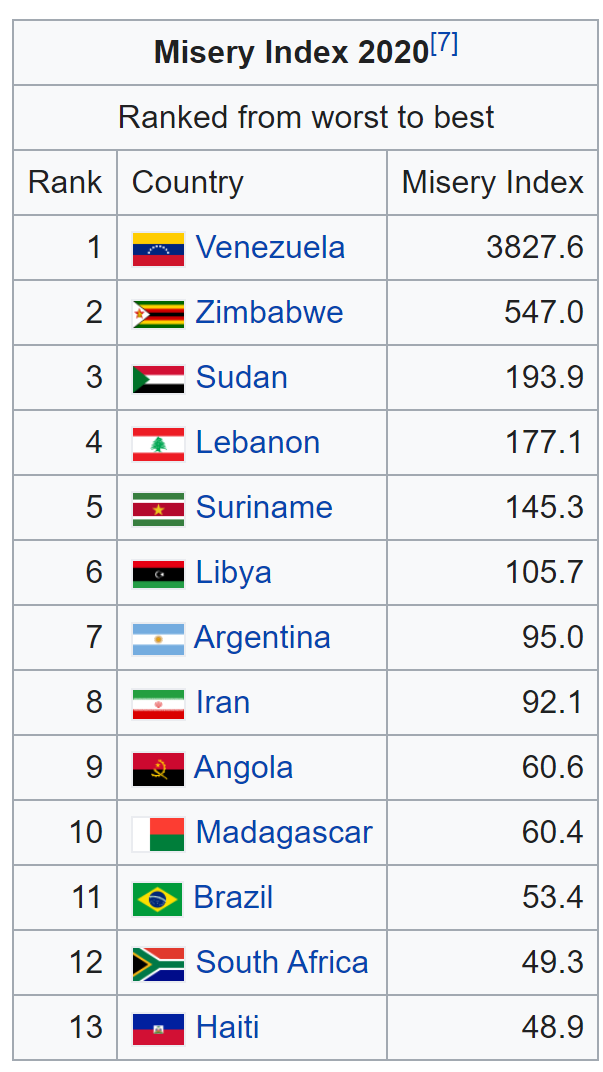 Misery Index 2020[7]
Ranked from worst to best
Rank Country Misery Index
1 Venezuela 3827.6
2 Zimbabwe 547.0
3 Sudan 193.9
4 Lebanon 177.1
5 Suriname 145.3
6 Libya 105.7
7 Argentina 95.0
8 Iran 92.1
9 Angola 60.6
10 Madagascar 60.4
11 Brazil 53.4
12 South Africa 49.3
13 Haiti 48.9